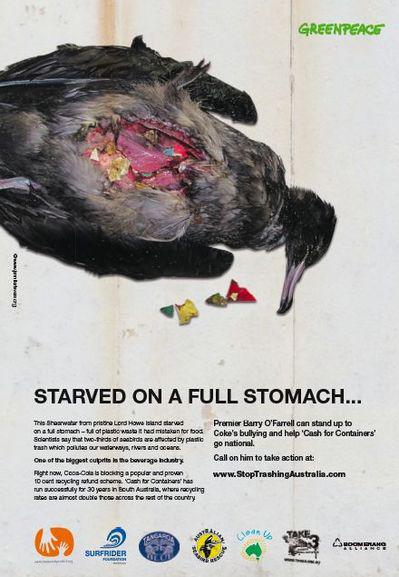 GREENPEACE
STARVED ON A FULL STOMACH...
This Shearwater from pristine Lord Howe Island starved
on a full stomach – full of plastic waste it had mistaken for food.
Scientists say that two-thirds of seabirds are affected by plastic
trash which pollutes our waterways, rivers and oceans.
One of the biggest culprits is the beverage industry.
Right now, Coca-Cola is blocking a popular and proven
10 cent recycling refund scheme. 'Cash for Containers' has
run successfully for 30 years in South Australia, where recycling
rates are almost double those across the rest of the country.
Premier Barry O'Farrell can stand up to
Coke's bullying and help 'Cash for Containers'
go national.
Call on him to take action at:
www.StopTrashingAustralia.com
SURFRIDER
FOUNDATION
TANGAROA
BLUE
AUSTRALIAN
SEABIRD RESCUE
Clean Up
TAKE 3
BOOMERANG
ALLIANCE